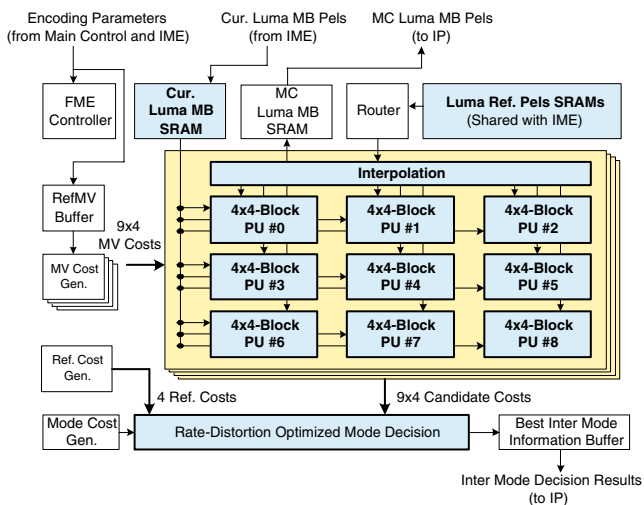 Encoding Parameters
(from Main Control and IME)
Cur. Luma MB Pels
(from IME)
MC Luma MB Pels
(to IP)
FME
Controller
Cur.
Luma MB
SRAM
MC
Luma MB
SRAM
Router
Luma Ref. Pels SRAMs
(Shared with IME)
Interpolation
RefMV
Buffer
9x4
MV Costs
MV Cost
Gen.
4x4-Block
PU #0
4x4-Block
PU #1
4x4-Block
PU #2
4x4-Block
PU #3
4x4-Block
PU #4
4x4-Block
PU #5
4x4-Block
PU #6
4x4-Block
PU #7
4x4-Block
PU #8
Ref. Cost
Gen.
4 Ref. Costs
9x4 Candidate Costs
Mode Cost
Gen.
Rate-Distortion Optimized Mode Decision
Best Inter Mode
Information Buffer
Inter Mode Decision Results
(to IP)